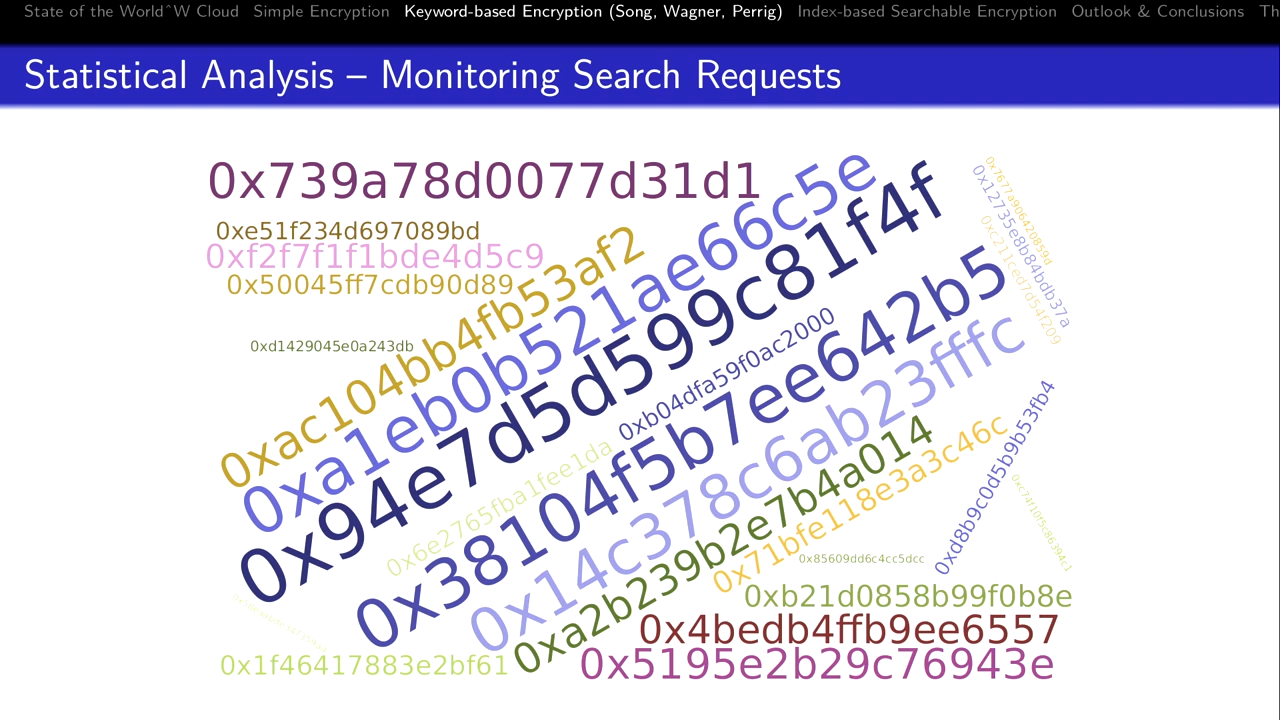 State of the World^W Cloud Simple Encryption Keyword-based Encryption (Song, Wagner, Perrig) Index-based Searchable Encryption Outlook & Conclusions Th
Statistical Analysis – Monitoring Search Requests
0x739a78d0077d31d1
0xe51f234d697089bd
0xf2f7f1f1bde4d5c9
0x50045ff7cdb90d89
0xd1429045e0a243db
0xac104bb4fb53af2
0xa1eb0b521ae66c5e
0x94e7d5d599c81f4f
0xb04dfa59f0ac2000
0x6e2765fba1fee1da
0x38104f5b7ee642b5
0x14c378c6ab23fffc
0xa2b239b2e7b4a014
0x71bfe118e3a3c46c
0x12735e8b84bdb37a
0xc211ced7d54f209
0xd8b9c0d5b9b53fb4
0x85609dd6c4cc5dcc
0xb21d0858b99f0b8e
0x4bedb4ffb9ee6557
0x5195e2b29c76943e
0x1f46417883e2bf61